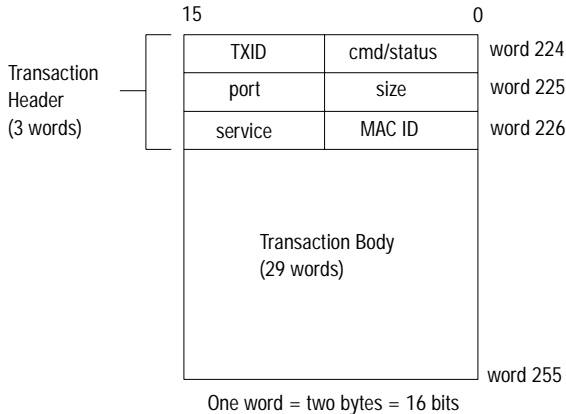 15 0
TXID cmd/status word 224
Transaction
Header
(3 words)
port size word 225
service MAC ID word 226
Transaction Body
(29 words)
word 255
One word = two bytes = 16 bits